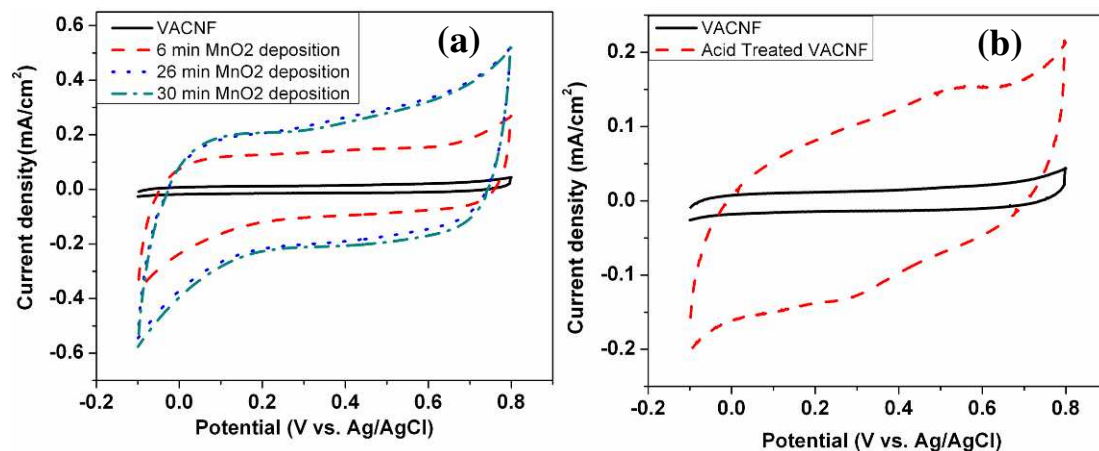 (a)
VACNF
6 min MnO2 deposition
26 min MnO2 deposition
30 min MnO2 deposition
0.6
0.4
0.2
0.0
-0.2
-0.4
-0.6
Current density(mA/cm²)
-0.2 0.0 0.2 0.4 0.6 0.8
Potential (V vs. Ag/AgCl)
(b)
VACNF
Acid Treated VACNF
0.2
0.1
0.0
-0.1
-0.2
Current density (mA/cm²)
-0.2 0.0 0.2 0.4 0.6 0.8
Potential (V vs. Ag/AgCl)